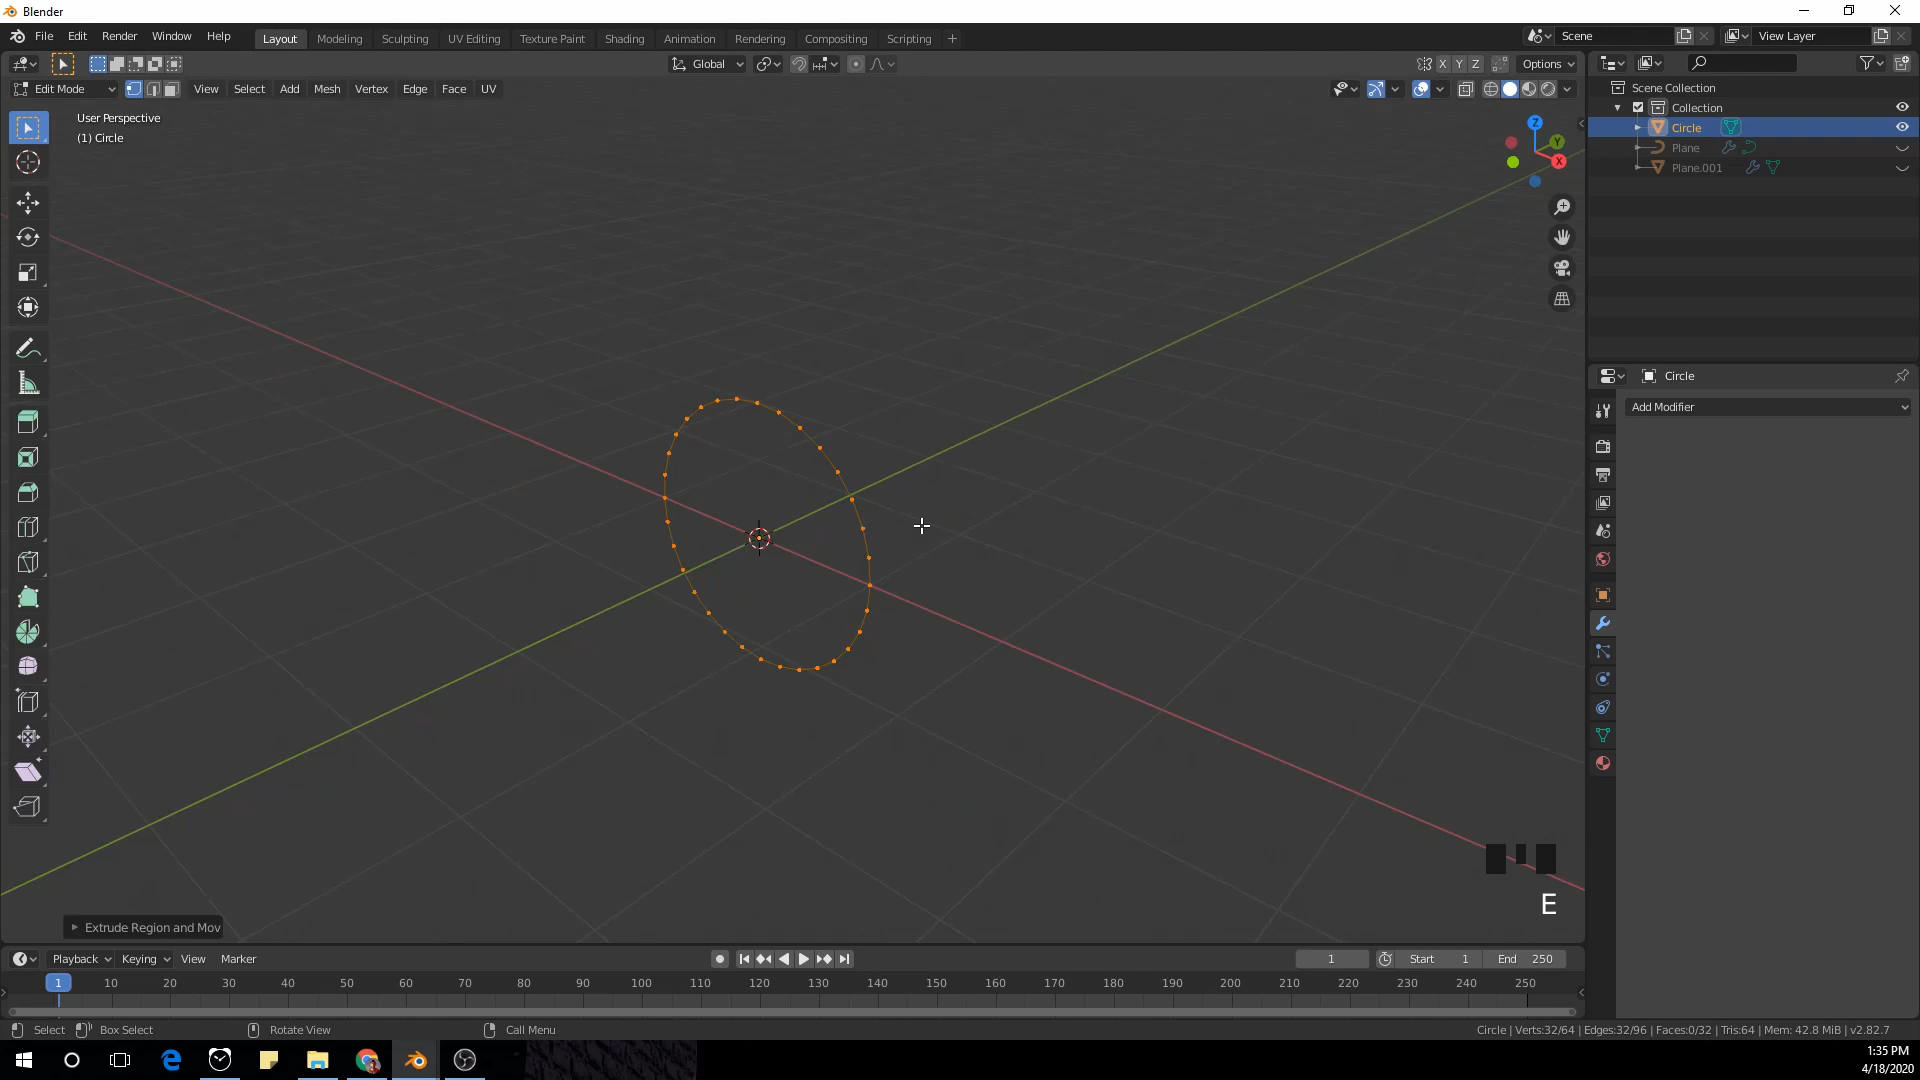 Blender
File Edit Render Window Help
Layout Modeling Sculpting UV Editing Texture Paint Shading Animation Rendering Compositing Scripting
Scene
View Layer
Global
X Y Z Options
Edit Mode View Select Add Mesh Vertex Edge Face UV
User Perspective
(1) Circle
Z
Y
X
Scene Collection
Collection
Circle
Plane
Plane.001
Circle
Add Modifier
E
Extrude Region and Mov
Playback Keying View Marker
1 Start 1 End 250
1 10 20 30 40 50 60 70 80 90 100 110 120 130 140 150 160 170 180 190 200 210 220 230 240 250
Select Box Select Rotate View Call Menu
Circle | Verts:32/64 | Edges:32/96 | Faces:0/32 | Tris:64 | Mem: 42.8 MiB | v2.82.7
1:35 PM
4/18/2020